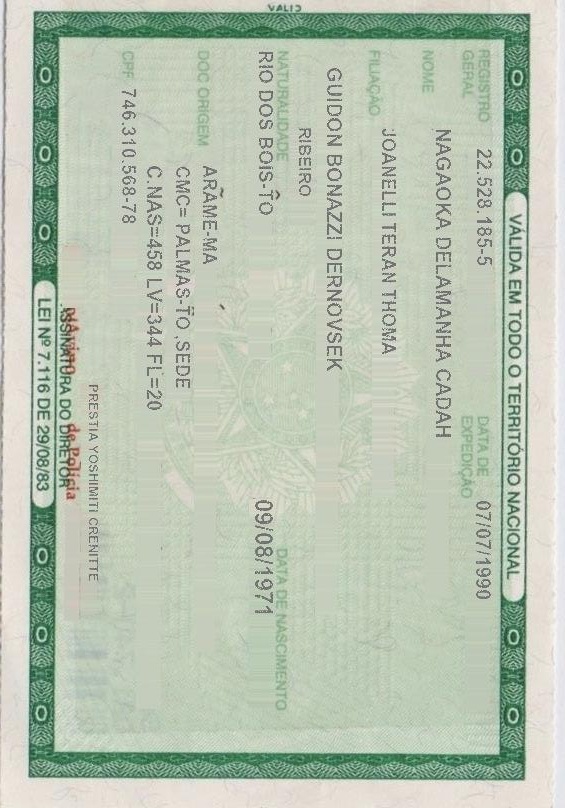 VÁLIDA EM TODO O TERRITÓRIO NACIONAL
REGISTRO GERAL 22.528.185-5 DATA DE EXPEDIÇÃO 07/07/1990
NOME NAGAOKA DELAMANHA CADAH
FILIAÇÃO JOANELLI TERAN THOMA
GUIDON BONAZZI DERNOVSEK
RIBEIRO
NATURALIDADE DATA DE NASCIMENTO
RIO DOS BOIS-TO 09/08/1971
DOC ORIGEM ARAME-MA
CMC= PALMAS-TO ,SEDE
C.NAS=458 LV=344 FL=20
CPF 746.310.568-78
PRESTIA YOSHIMITI CRENITTE
de Polícia
ASSINATURA DO DIRETOR
LEI Nº 7.116 DE 29/08/83